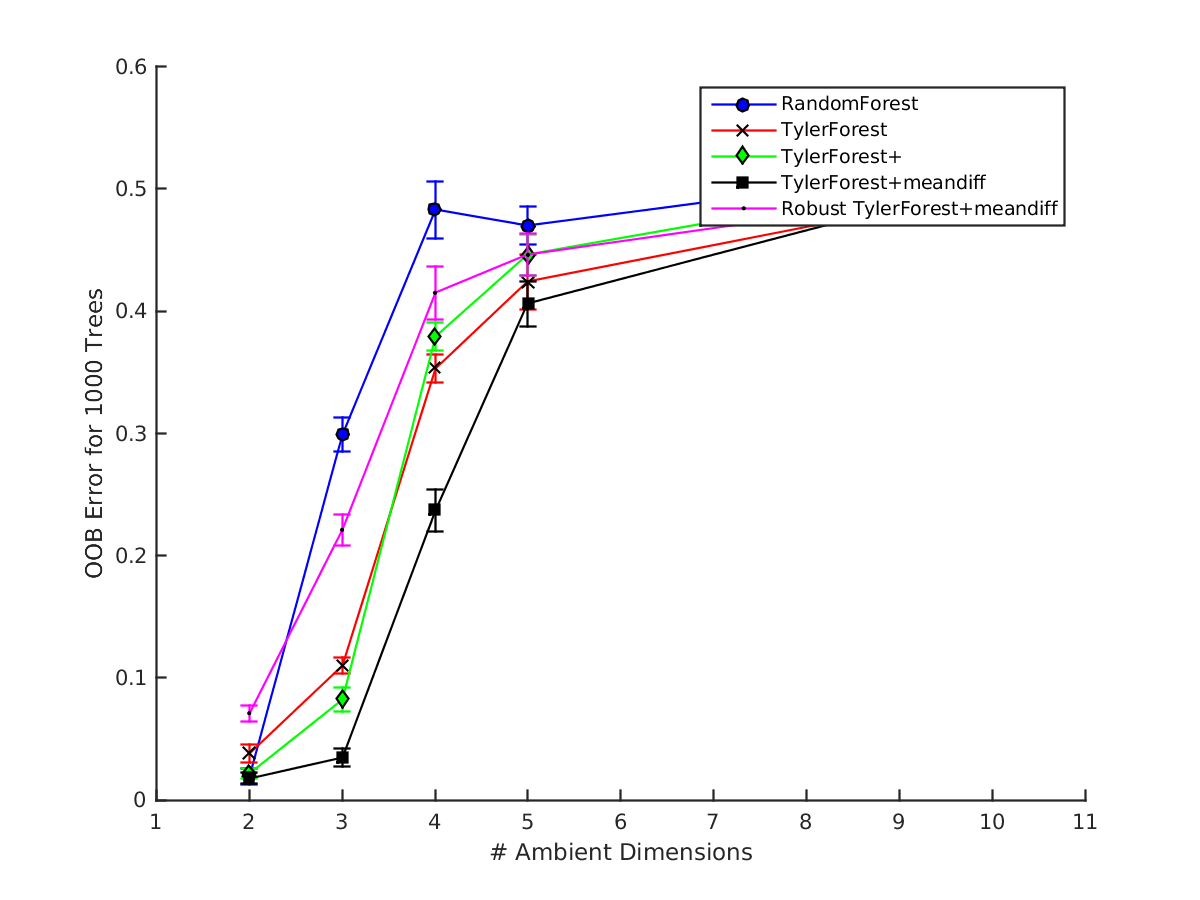 0.6
0.5
0.4
0.3
0.2
0.1
0
OOB Error for 1000 Trees
RandomForest
TylerForest
TylerForest+
TylerForest+meandiff
Robust TylerForest+meandiff
1 2 3 4 5 6 7 8 9 10 11
# Ambient Dimensions